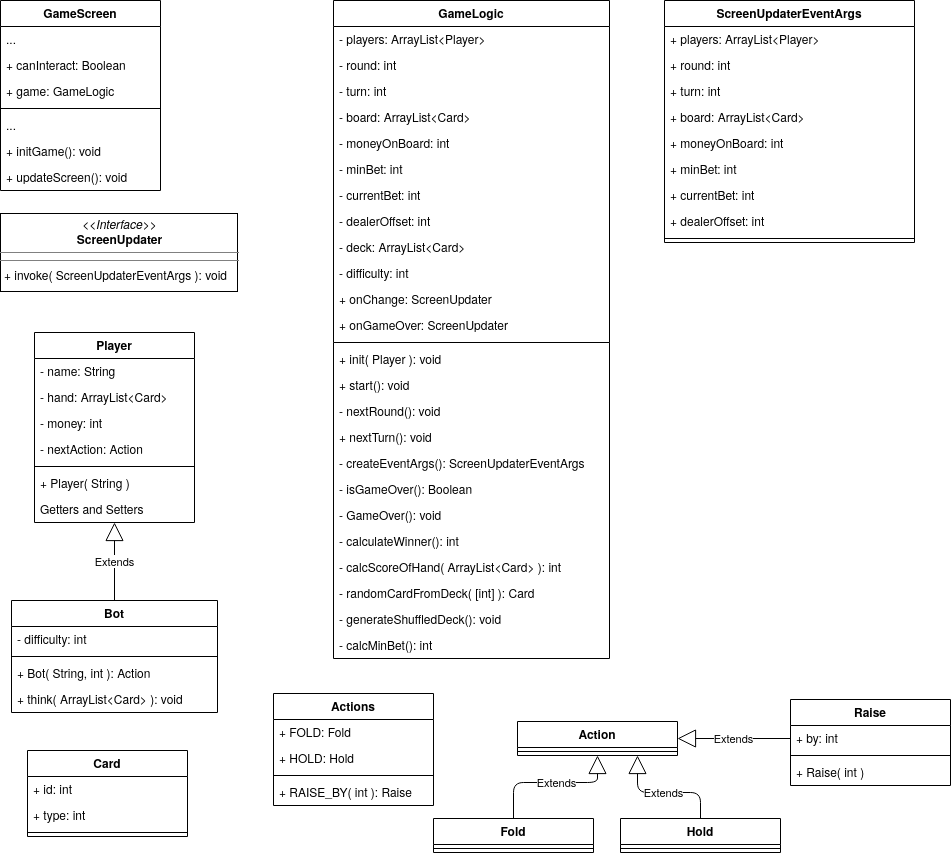 GameScreen
...
+ canInteract: Boolean
+ game: GameLogic
...
+ initGame(): void
+ updateScreen(): void
<<Interface>>
ScreenUpdater
+ invoke( ScreenUpdaterEventArgs ): void
GameLogic
- players: ArrayList<Player>
- round: int
- turn: int
- board: ArrayList<Card>
- moneyOnBoard: int
- minBet: int
- currentBet: int
- dealerOffset: int
- deck: ArrayList<Card>
- difficulty: int
+ onChange: ScreenUpdater
+ onGameOver: ScreenUpdater
+ init( Player ): void
+ start(): void
- nextRound(): void
+ nextTurn(): void
- createEventArgs(): ScreenUpdaterEventArgs
- isGameOver(): Boolean
- GameOver(): void
- calculateWinner(): int
- calcScoreOfHand( ArrayList<Card> ): int
- randomCardFromDeck( [int] ): Card
- generateShuffledDeck(): void
- calcMinBet(): int
ScreenUpdaterEventArgs
+ players: ArrayList<Player>
+ round: int
+ turn: int
+ board: ArrayList<Card>
+ moneyOnBoard: int
+ minBet: int
+ currentBet: int
+ dealerOffset: int
Player
- name: String
- hand: ArrayList<Card>
- money: int
- nextAction: Action
+ Player( String )
Getters and Setters
Extends
Bot
- difficulty: int
+ Bot( String, int ): Action
+ think( ArrayList<Card> ): void
Card
+ id: int
+ type: int
Actions
+ FOLD: Fold
+ HOLD: Hold
+ RAISE_BY( int ): Raise
Action
Extends
Raise
+ by: int
+ Raise( int )
Extends
Extends
Fold
Hold